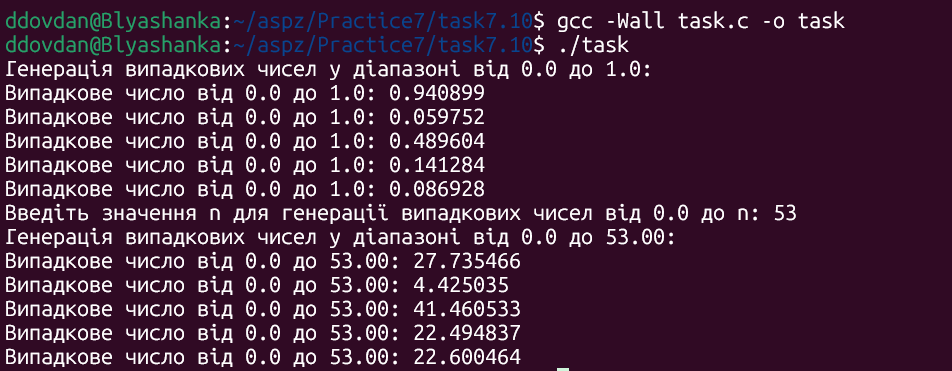 ddovdan@Blyashanka:~/aspz/Practice7/task7.10$ gcc -Wall task.c -o task
ddovdan@Blyashanka:~/aspz/Practice7/task7.10$ ./task
Генерація випадкових чисел у діапазоні від 0.0 до 1.0:
Випадкове число від 0.0 до 1.0: 0.940899
Випадкове число від 0.0 до 1.0: 0.059752
Випадкове число від 0.0 до 1.0: 0.489604
Випадкове число від 0.0 до 1.0: 0.141284
Випадкове число від 0.0 до 1.0: 0.086928
Введіть значення n для генерації випадкових чисел від 0.0 до n: 53
Генерація випадкових чисел у діапазоні від 0.0 до 53.00:
Випадкове число від 0.0 до 53.00: 27.735466
Випадкове число від 0.0 до 53.00: 4.425035
Випадкове число від 0.0 до 53.00: 41.460533
Випадкове число від 0.0 до 53.00: 22.494837
Випадкове число від 0.0 до 53.00: 22.600464